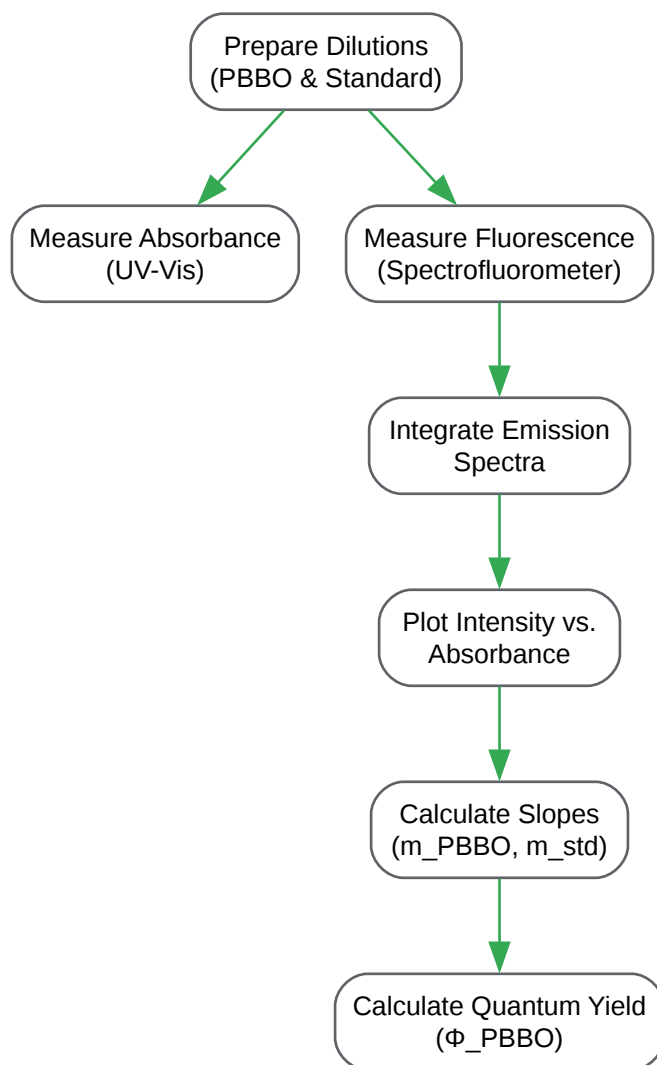 Prepare Dilutions
(PBBO & Standard)
Measure Absorbance
(UV-Vis)
Measure Fluorescence
(Spectrofluorometer)
Integrate Emission
Spectra
Plot Intensity vs.
Absorbance
Calculate Slopes
(m_PBBO, m_std)
Calculate Quantum Yield
(Φ_PBBO)